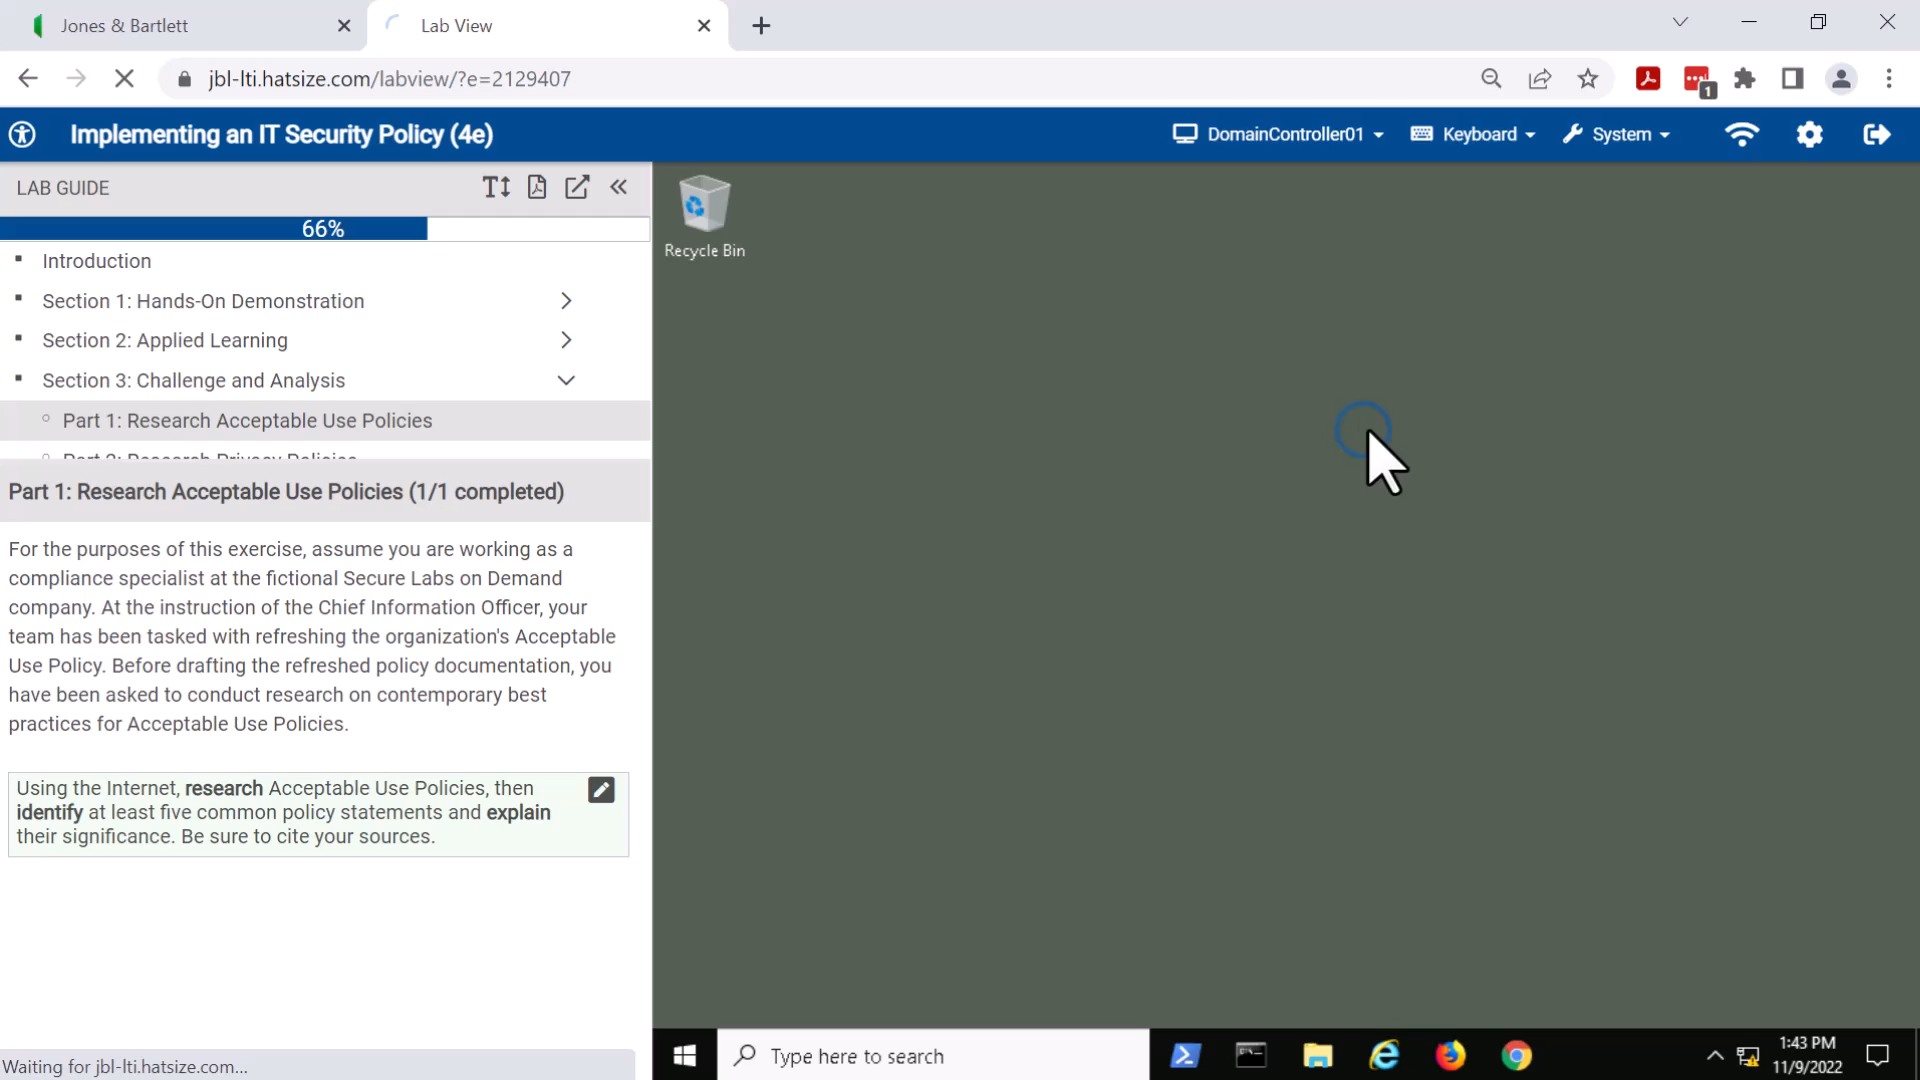 Jones & Bartlett
Lab View
jbl-lti.hatsize.com/labview/?e=2129407
1
Implementing an IT Security Policy (4e)
DomainController01
Keyboard
System
LAB GUIDE
66%
Introduction
Section 1: Hands-On Demonstration
Section 2: Applied Learning
Section 3: Challenge and Analysis
Part 1: Research Acceptable Use Policies
Part 2: Research Privacy Policies
Part 1: Research Acceptable Use Policies (1/1 completed)
For the purposes of this exercise, assume you are working as a
compliance specialist at the fictional Secure Labs on Demand
company. At the instruction of the Chief Information Officer, your
team has been tasked with refreshing the organization's Acceptable
Use Policy. Before drafting the refreshed policy documentation, you
have been asked to conduct research on contemporary best
practices for Acceptable Use Policies.
Using the Internet, research Acceptable Use Policies, then
identify at least five common policy statements and explain
their significance. Be sure to cite your sources.
Waiting for jbl-lti.hatsize.com...
Recycle Bin
Type here to search
1:43 PM
11/9/2022